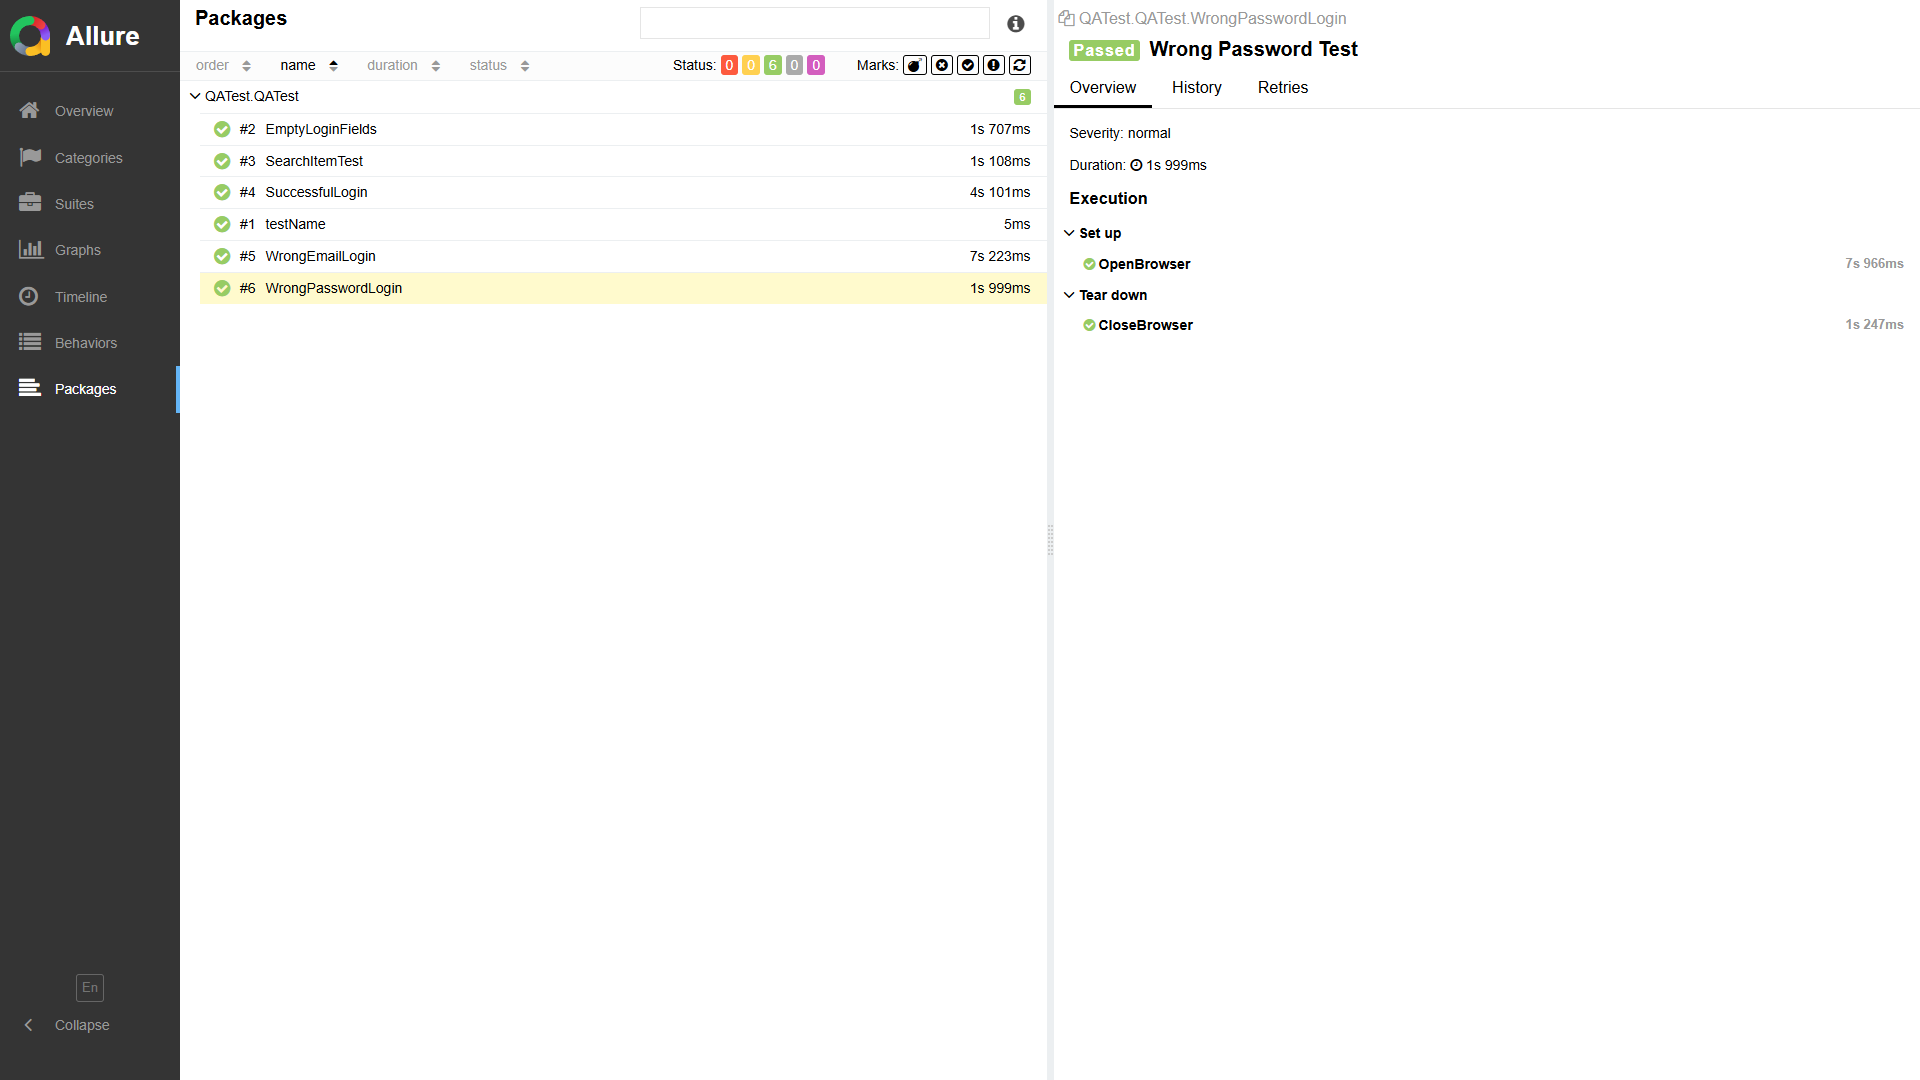 Allure
Overview
Categories
Suites
Graphs
Timeline
Behaviors
Packages
En
Collapse
Packages
order name duration status Status: 0 0 6 0 0 Marks:
QATest.QATest 6
#2 EmptyLoginFields 1s 707ms
#3 SearchItemTest 1s 108ms
#4 SuccessfulLogin 4s 101ms
#1 testName 5ms
#5 WrongEmailLogin 7s 223ms
#6 WrongPasswordLogin 1s 999ms
QATest.QATest.WrongPasswordLogin
Passed Wrong Password Test
Overview History Retries
Severity: normal
Duration: 1s 999ms
Execution
Set up
OpenBrowser 7s 966ms
Tear down
CloseBrowser 1s 247ms